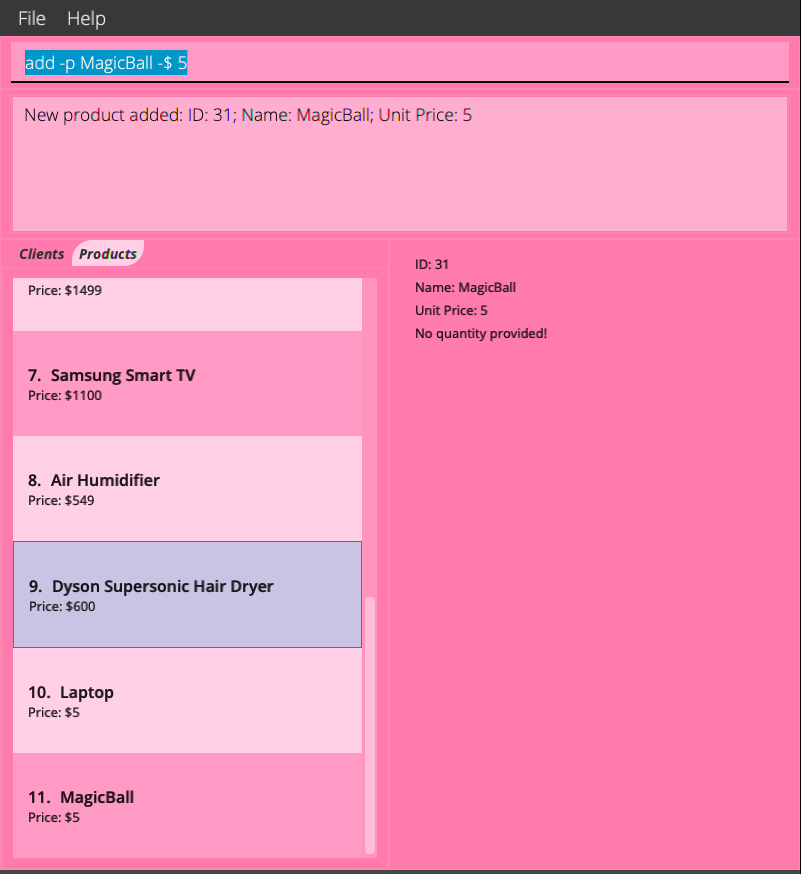 File Help
add -p MagicBall -$ 5
New product added: ID: 31; Name: MagicBall; Unit Price: 5
Clients Products
Price: $1499
7. Samsung Smart TV
Price: $1100
8. Air Humidifier
Price: $549
9. Dyson Supersonic Hair Dryer
Price: $600
10. Laptop
Price: $5
11. MagicBall
Price: $5
ID: 31
Name: MagicBall
Unit Price: 5
No quantity provided!